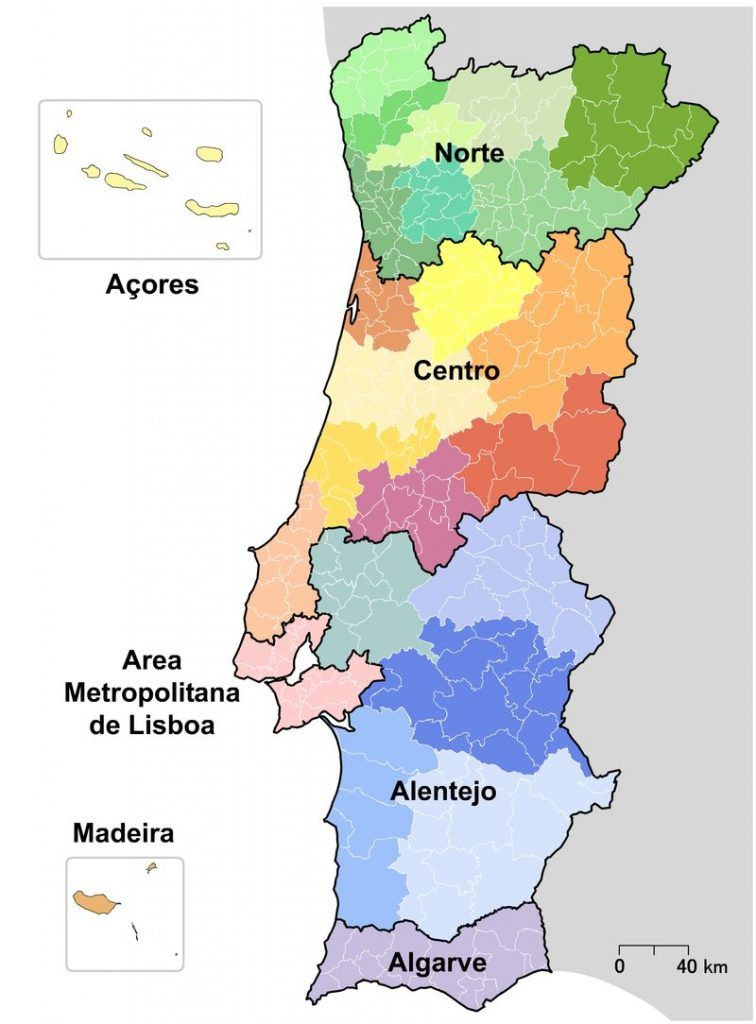 Norte
Açores
Centro
Area
Metropolitana
de Lisboa
Alentejo
Madeira
Algarve
0 40 km